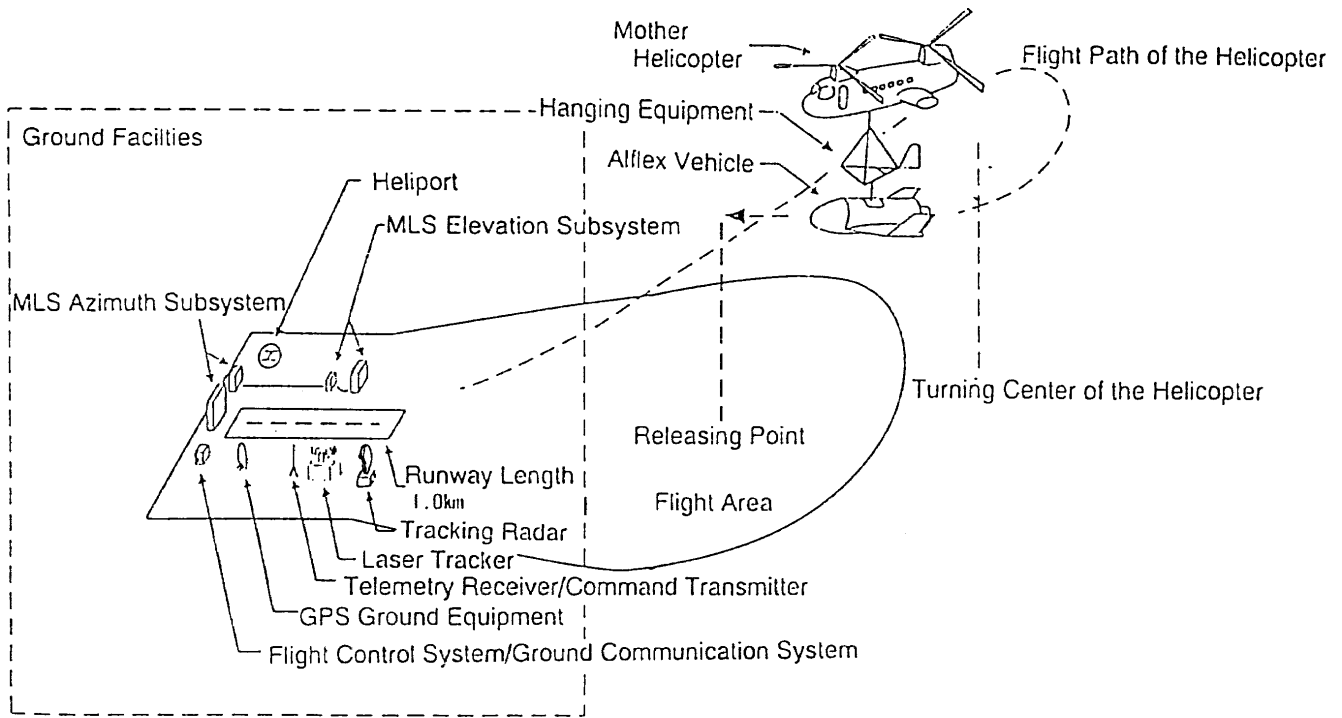 Mother
Helicopter
Flight Path of the Helicopter
Hanging Equipment
Ground Facilties
Alflex Vehicle
Heliport
MLS Elevation Subsystem
MLS Azimuth Subsystem
Turning Center of the Helicopter
Releasing Point
Runway Length
1.0km
Flight Area
Tracking Radar
Laser Tracker
Telemetry Receiver/Command Transmitter
GPS Ground Equipment
Flight Control System/Ground Communication System